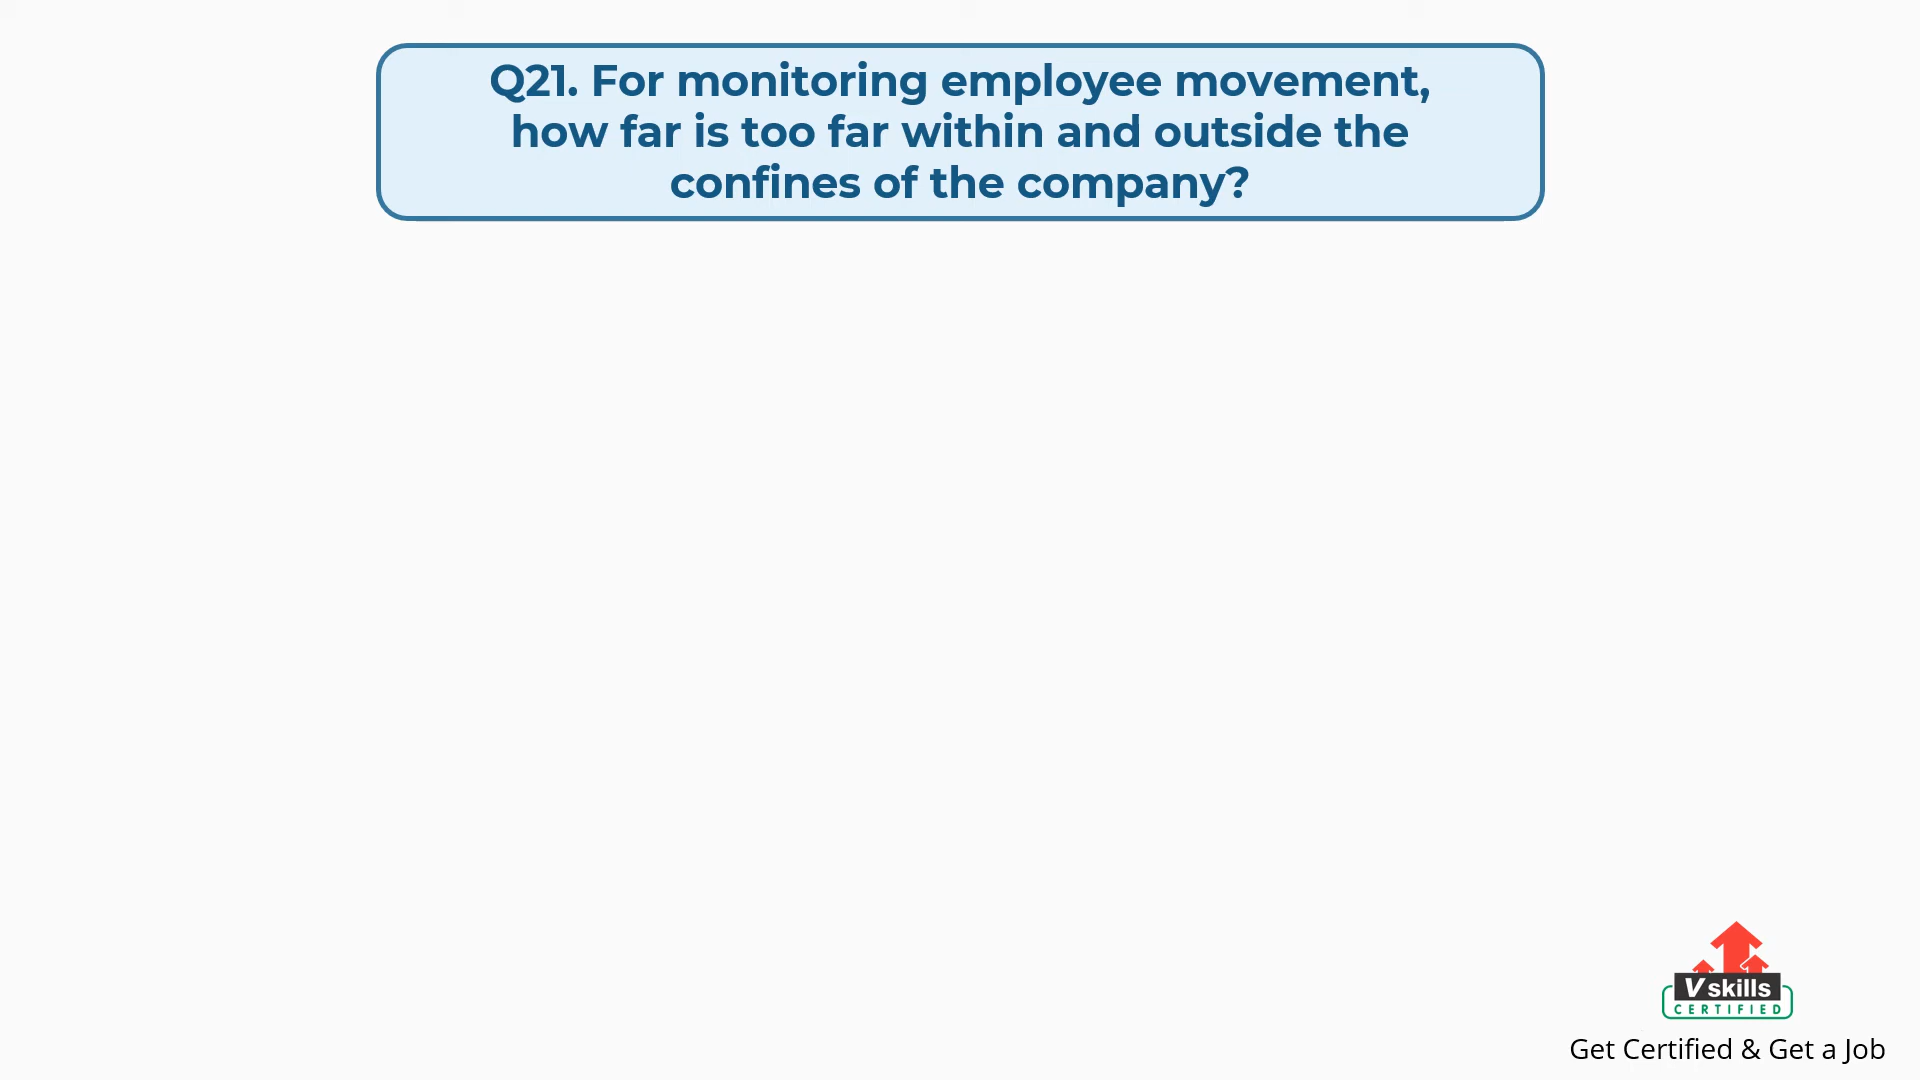 Q21. For monitoring employee movement,
how far is too far within and outside the
confines of the company?
Vskills
CERTIFIED
Get Certified & Get a Job